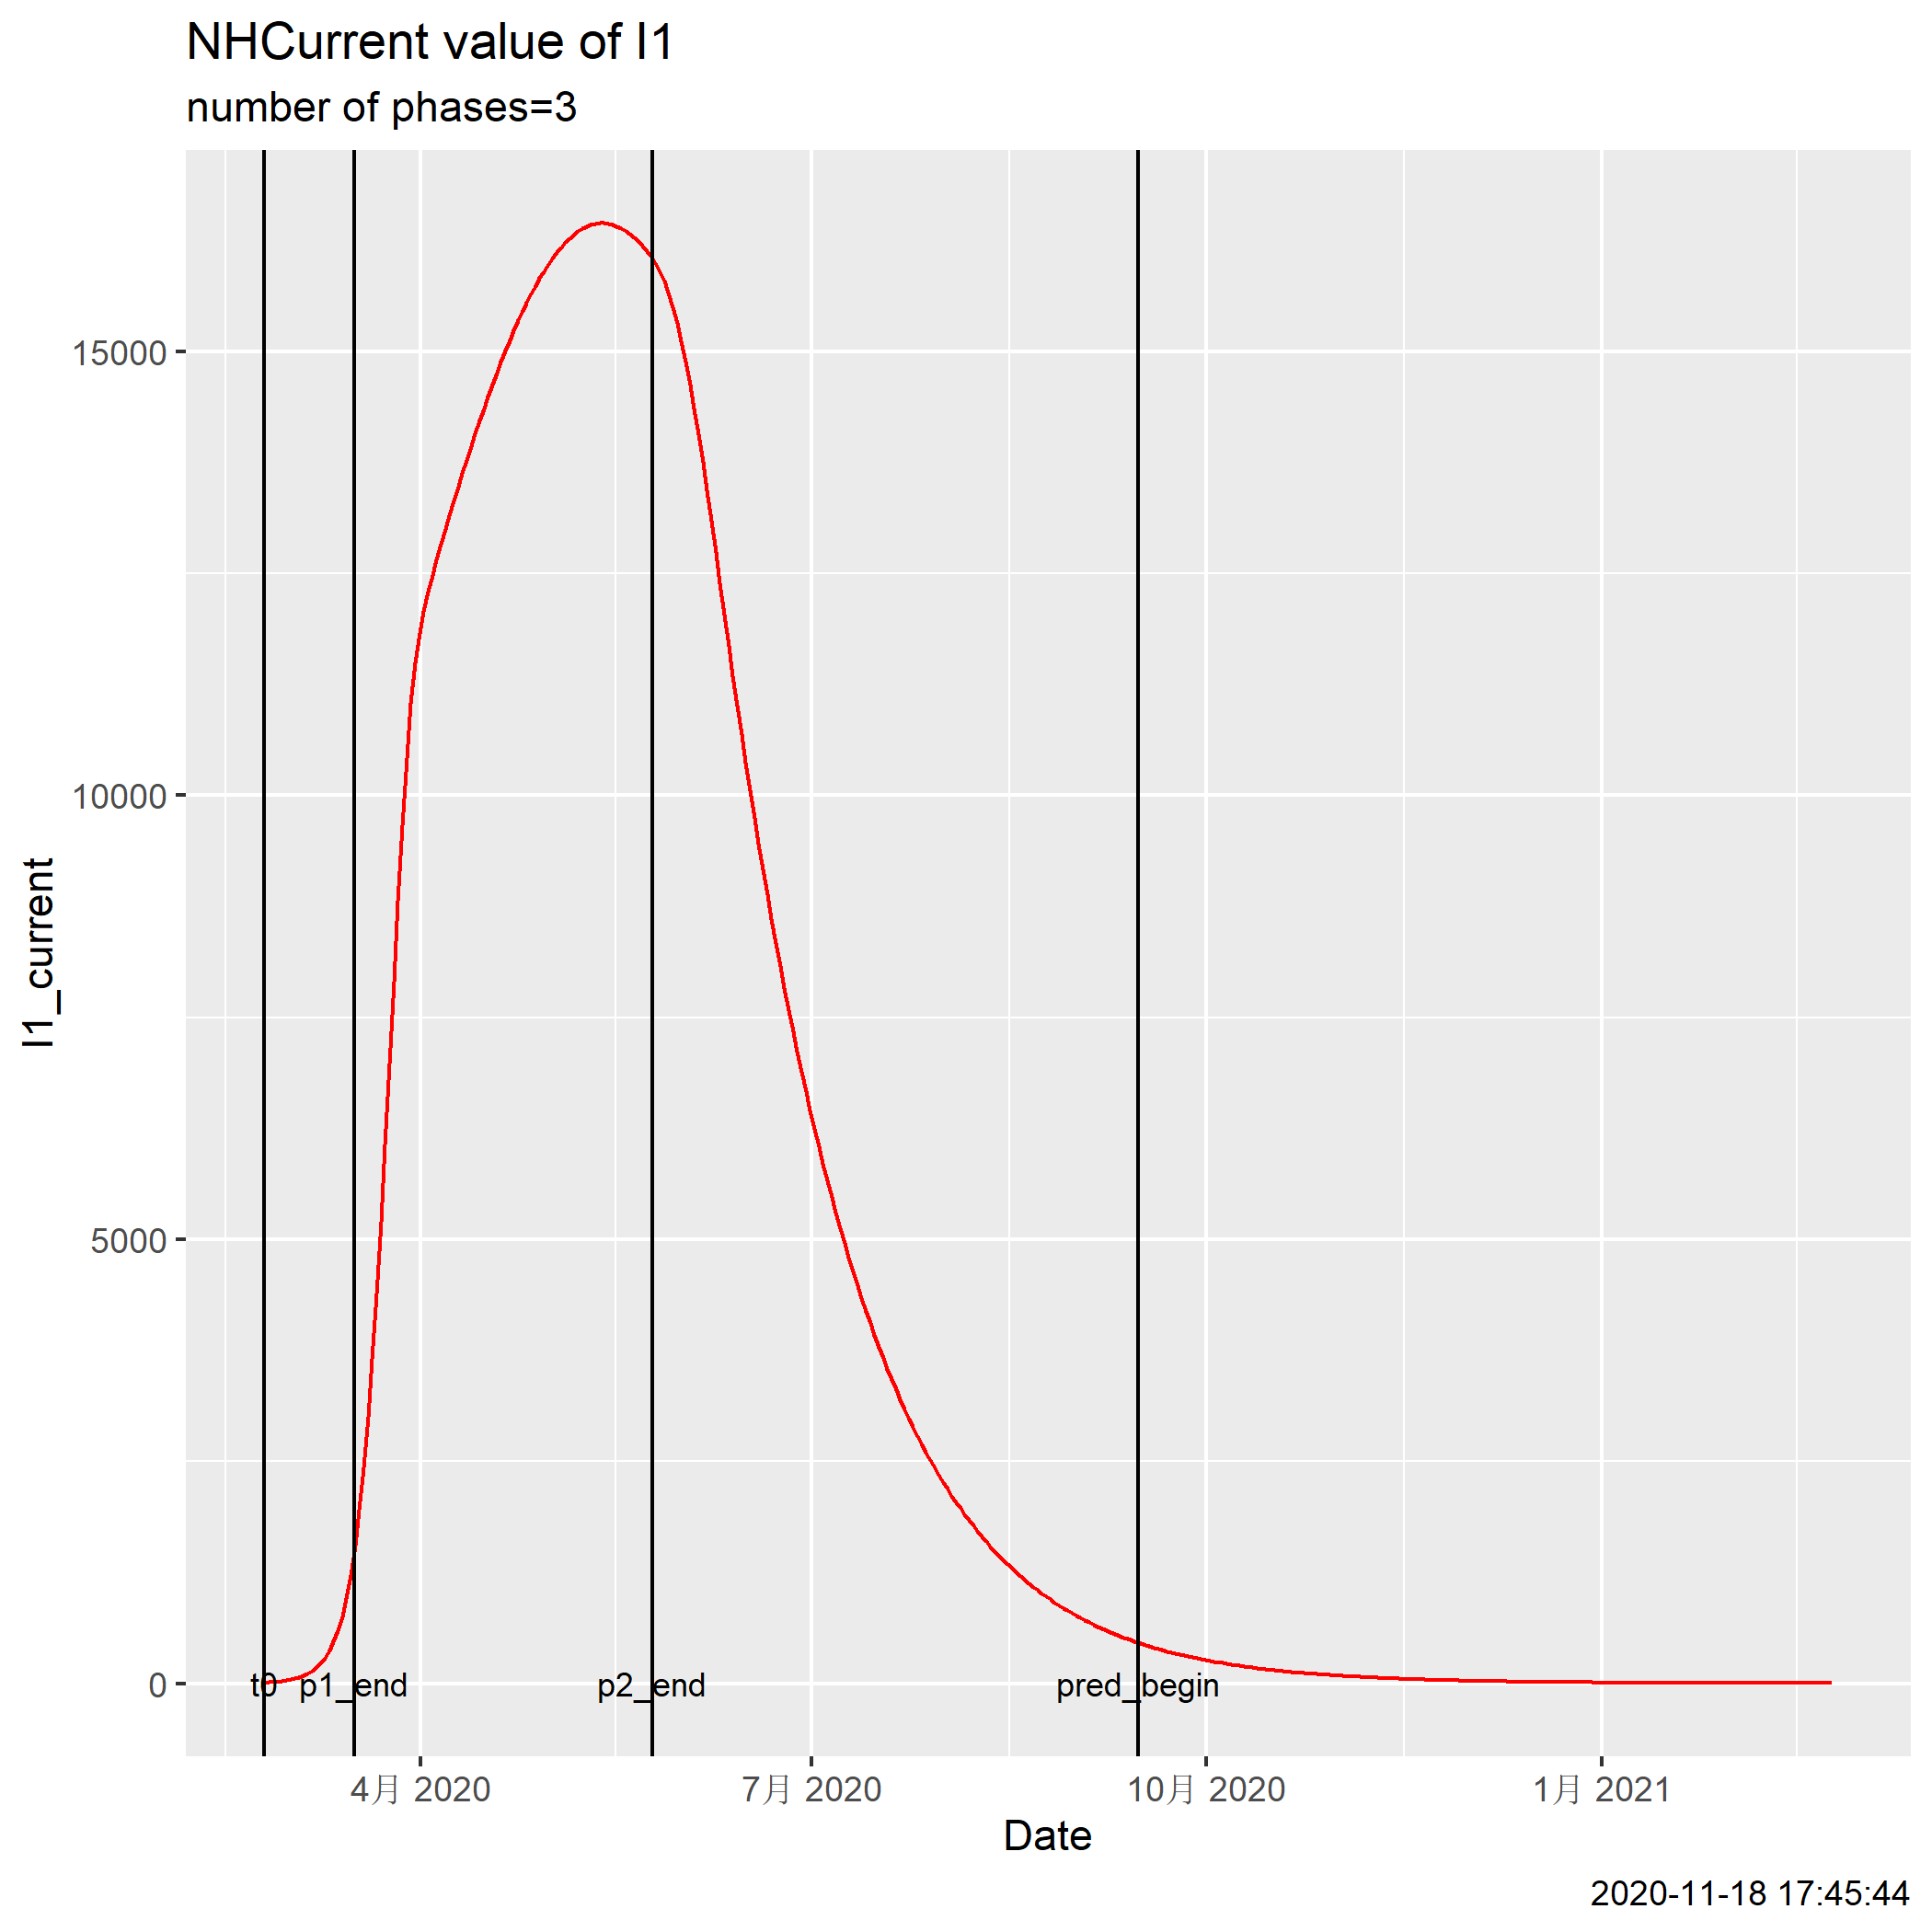 NHCurrent value of I1
number of phases=3
I1_current
15000
10000
5000
0
t0 p1_end p2_end pred_begin
4月 2020 7月 2020 10月 2020 1月 2021
Date
2020-11-18 17:45:44